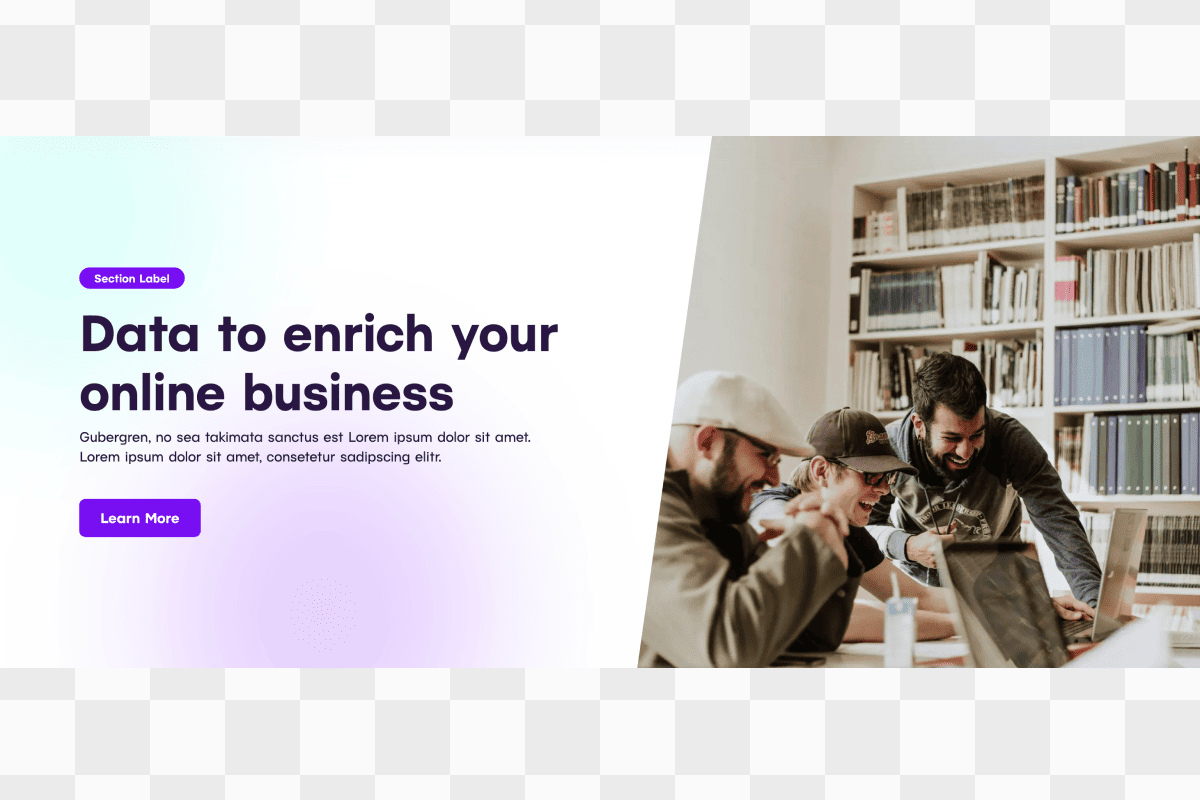 Section Label
Data to enrich your
online business
Gubergren, no sea takimata sanctus est Lorem ipsum dolor sit amet.
Lorem ipsum dolor sit amet, consetetur sadipscing elitr.
Learn More